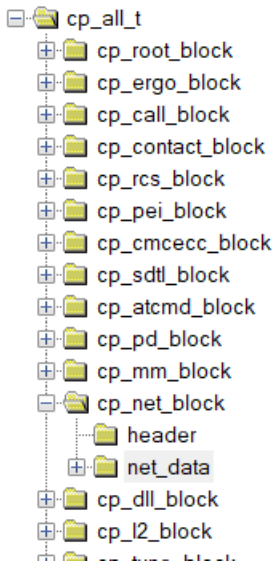 cp_all_t
cp_root_block
cp_ergo_block
cp_call_block
cp_contact_block
cp_rcs_block
cp_pei_block
cp_cmcecc_block
cp_sdtl_block
cp_atcmd_block
cp_pd_block
cp_mm_block
cp_net_block
header
net_data
cp_dll_block
cp_l2_block